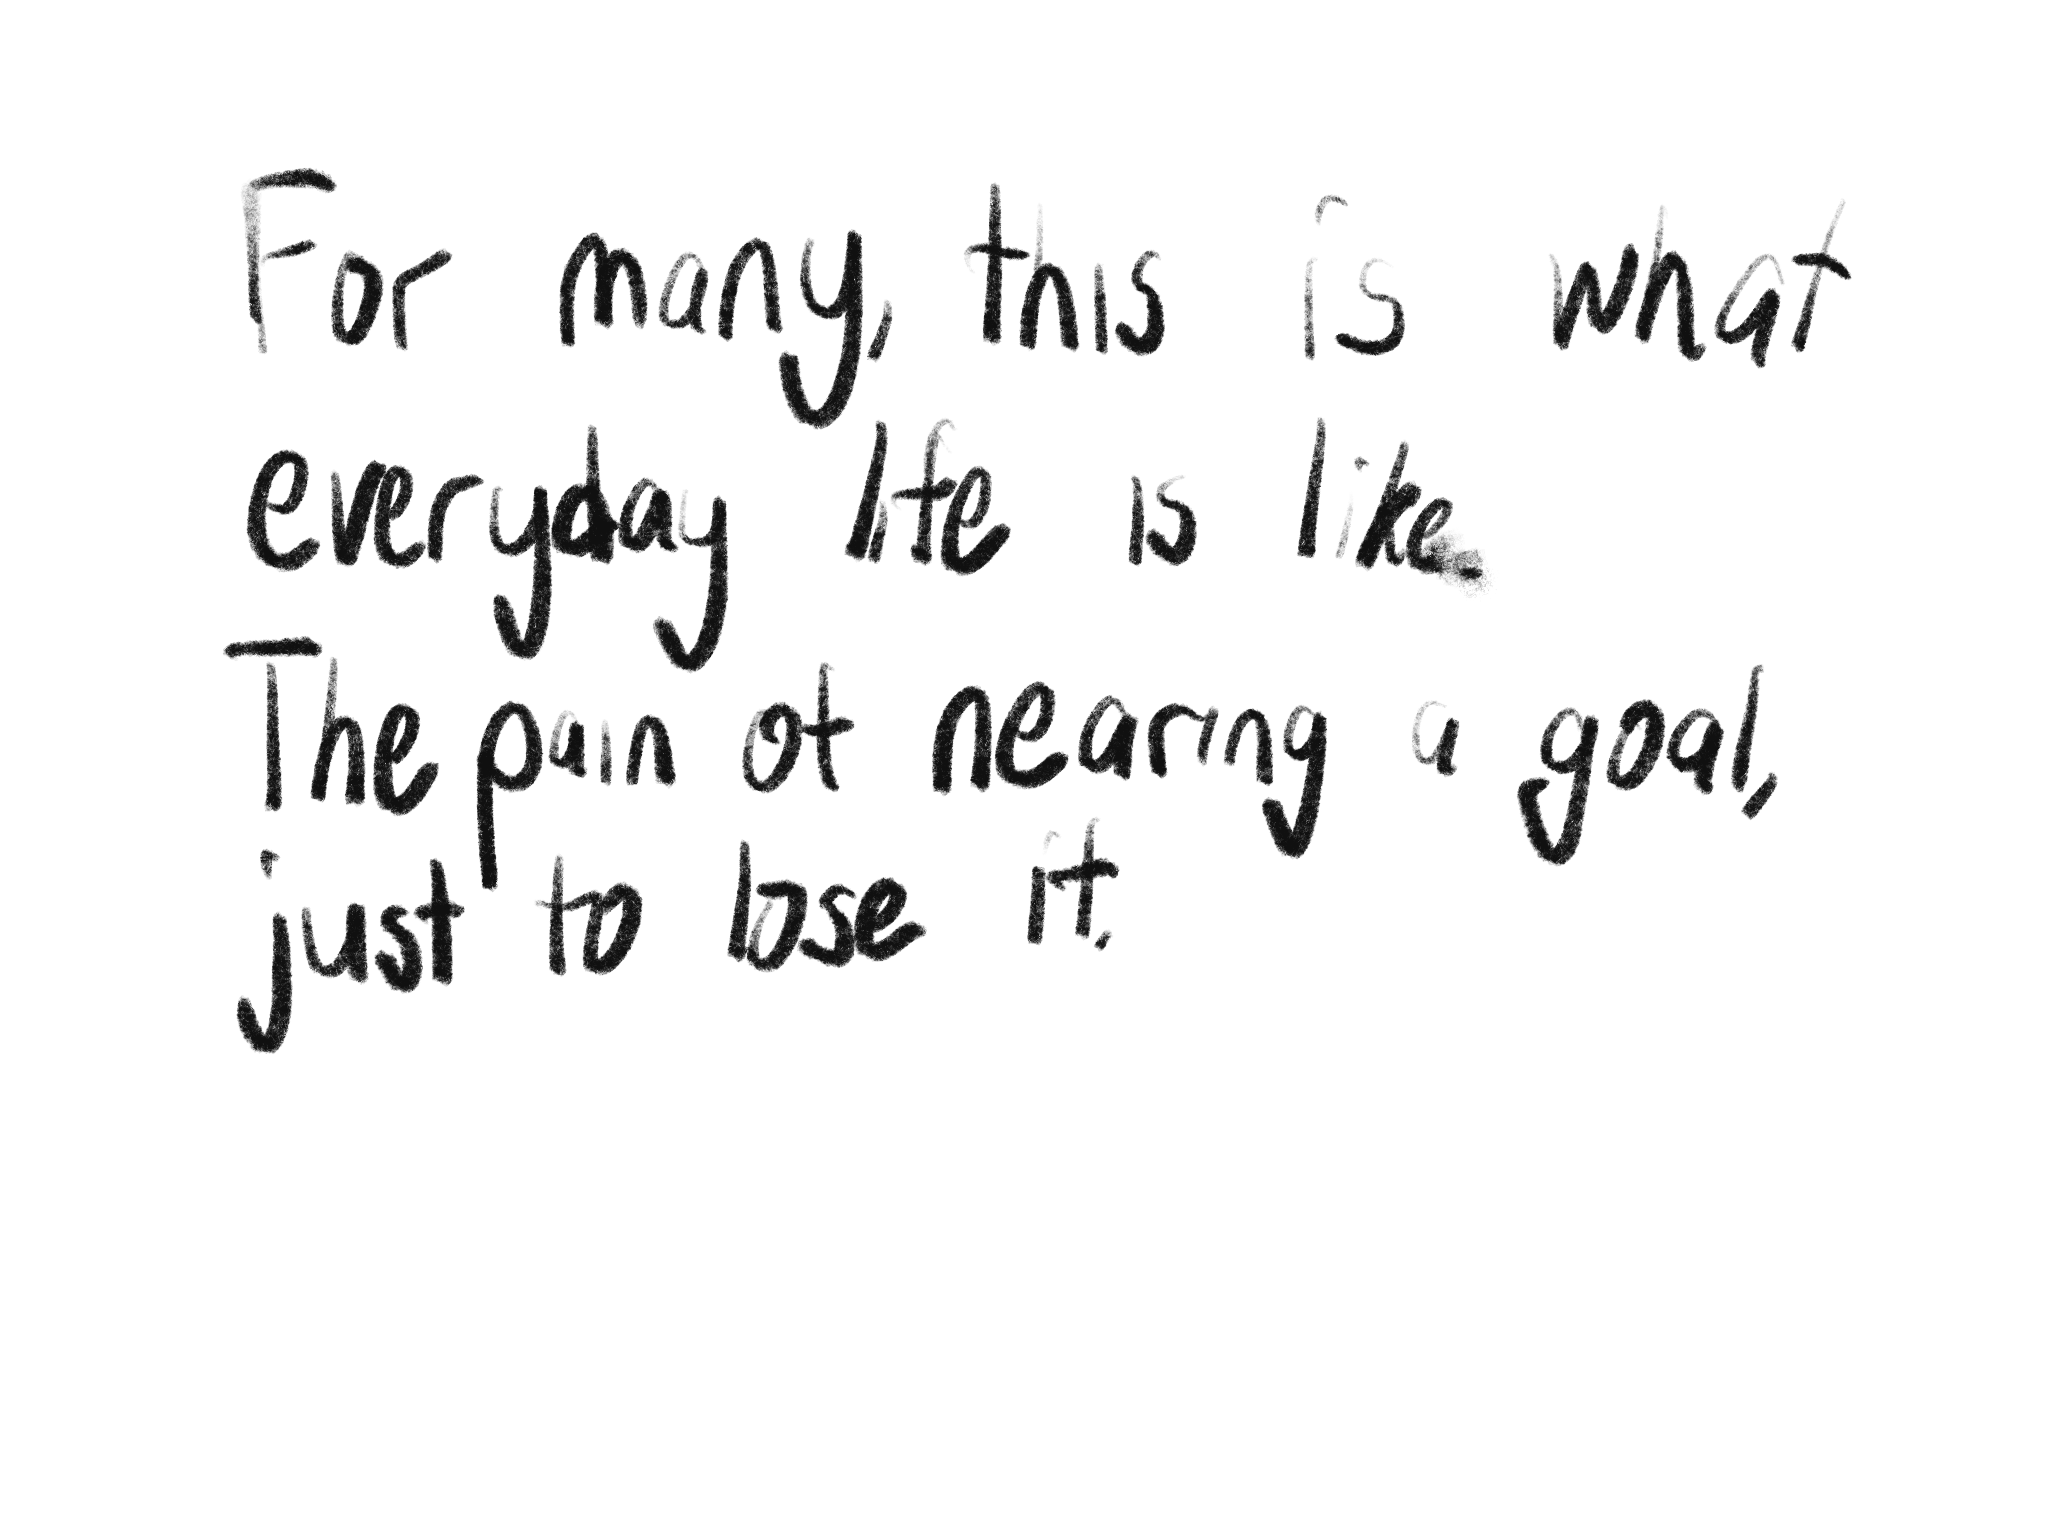 For many, this is what
everyday life is like.
The pain of nearing a goal,
just to lose it.